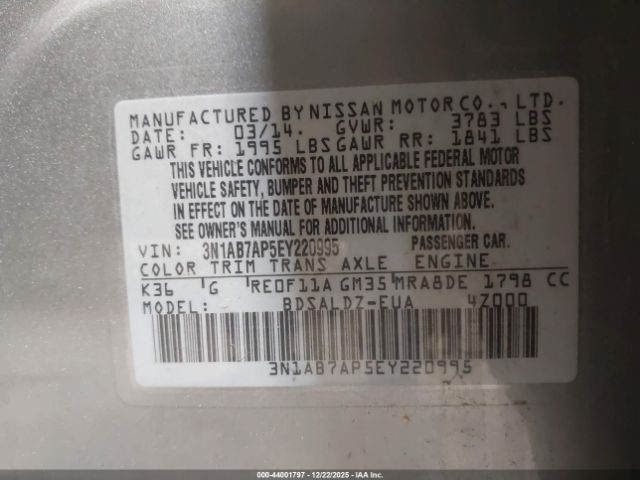 MANUFACTURED BY NISSAN MOTOR CO., LTD.
DATE: 03/14. GVWR: 3783 LBS
GAWR FR: 1995 LBS GAWR RR: 1841 LBS
THIS VEHICLE CONFORMS TO ALL APPLICABLE FEDERAL MOTOR
VEHICLE SAFETY, BUMPER AND THEFT PREVENTION STANDARDS
IN EFFECT ON THE DATE OF MANUFACTURE SHOWN ABOVE.
SEE OWNER'S MANUAL FOR ADDITIONAL INFORMATION.
VIN: 3N1AB7AP5EY220995 PASSENGER CAR.
COLOR TRIM TRANS AXLE ENGINE
K36 G RE0F11A GM35 MRA8DE 1798 CC
MODEL: BDSALDZ-EUA 4Z000
3N1AB7AP5EY220995
000-44001797 - 12/22/2025 - IAA Inc.